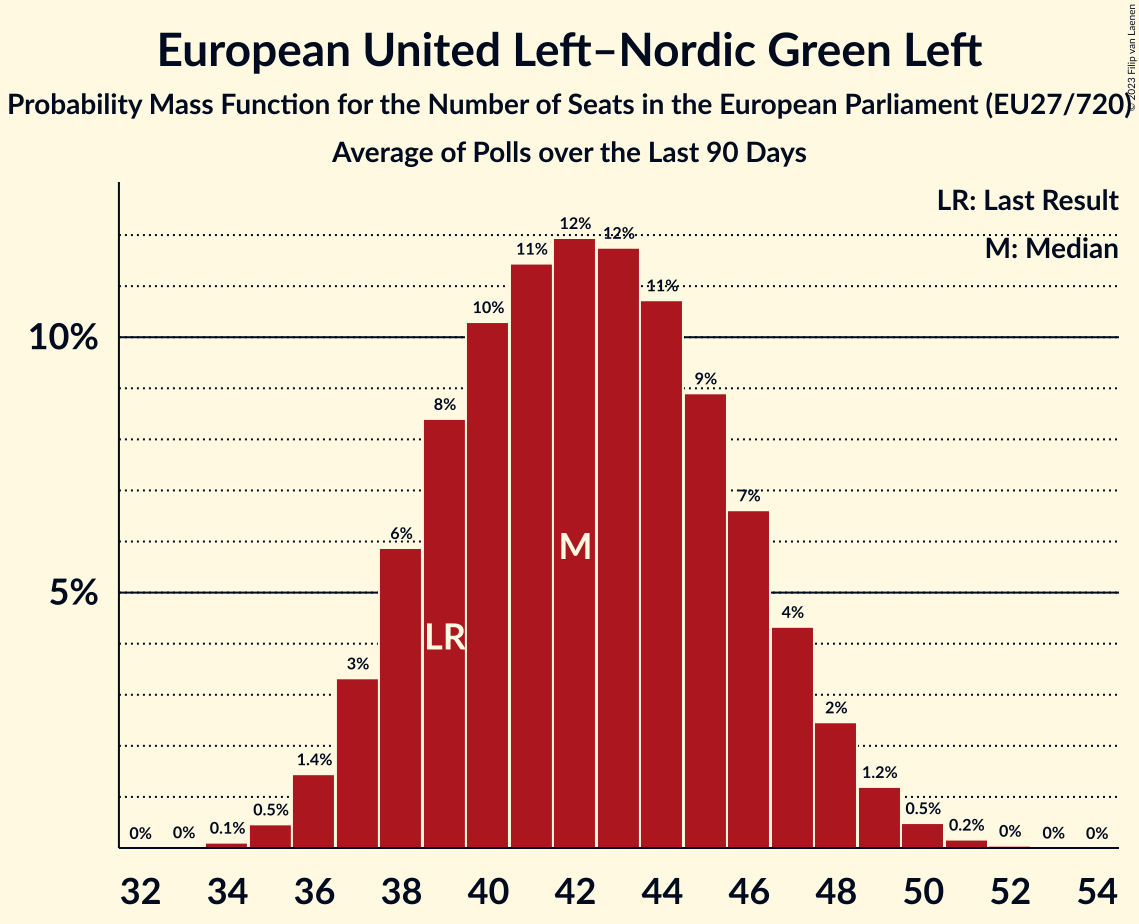 European United Left–Nordic Green Left
Probability Mass Function for the Number of Seats in the European Parliament (EU27/720)
Average of Polls over the Last 90 Days
© 2023 Filip van Laenen
LR: Last Result
M: Median
10%
5%
0% 0% 0.1% 0.5% 1.4% 3% 6% 8% 10% 11% 12% 12% 11% 9% 7% 4% 2% 1.2% 0.5% 0.2% 0% 0% 0%
LR
M
32 34 36 38 40 42 44 46 48 50 52 54